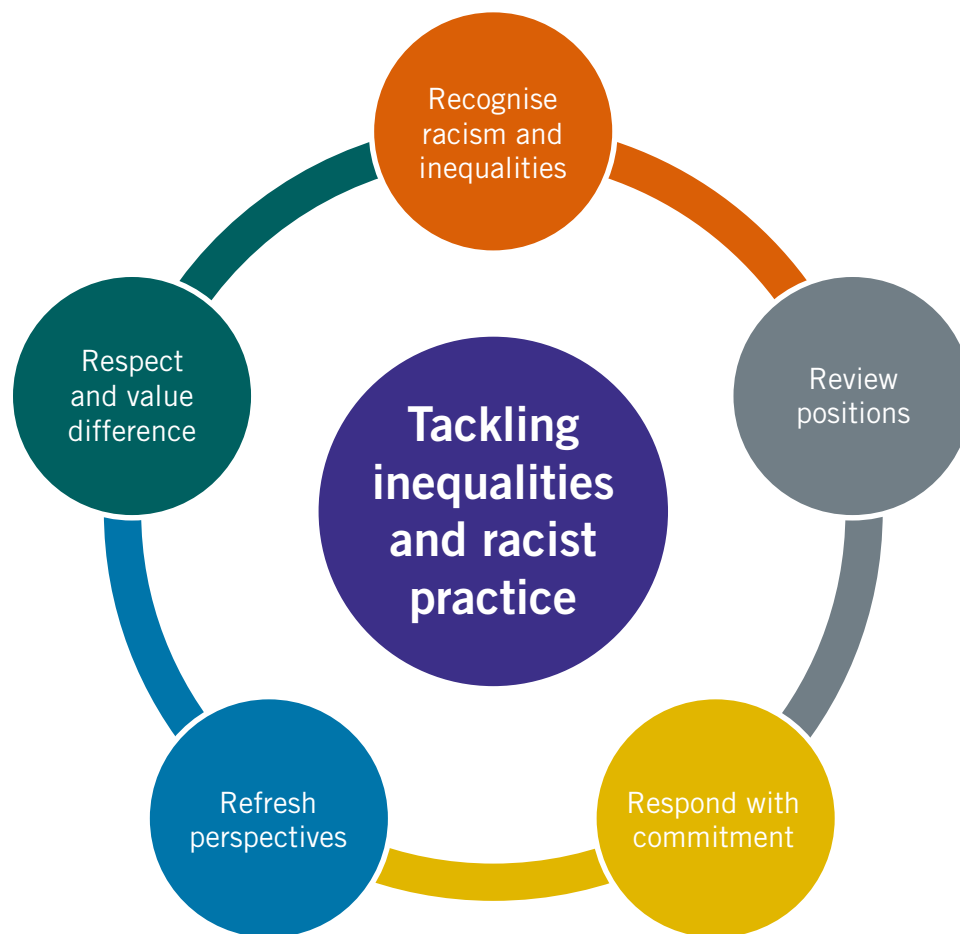 Recognise
racism and
inequalities
Review
positions
Respond with
commitment
Refresh
perspectives
Respect
and value
difference
Tackling
inequalities
and racist
practice